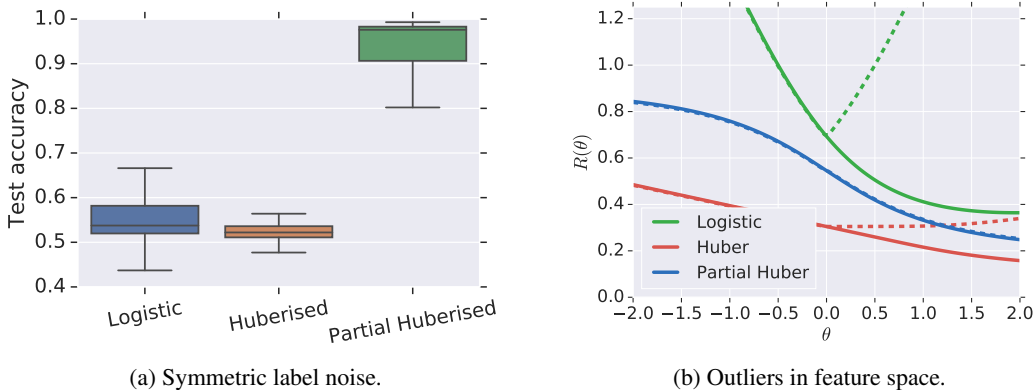 1.0
0.9
0.8
0.7
0.6
0.5
0.4
Test accuracy
Logistic
Huberised
Partial Huberised
(a) Symmetric label noise.
1.2
1.0
0.8
0.6
0.4
0.2
0.0
R(θ)
Logistic
Huber
Partial Huber
−2.0 −1.5 −1.0 −0.5 0.0 0.5 1.0 1.5 2.0
θ
(b) Outliers in feature space.